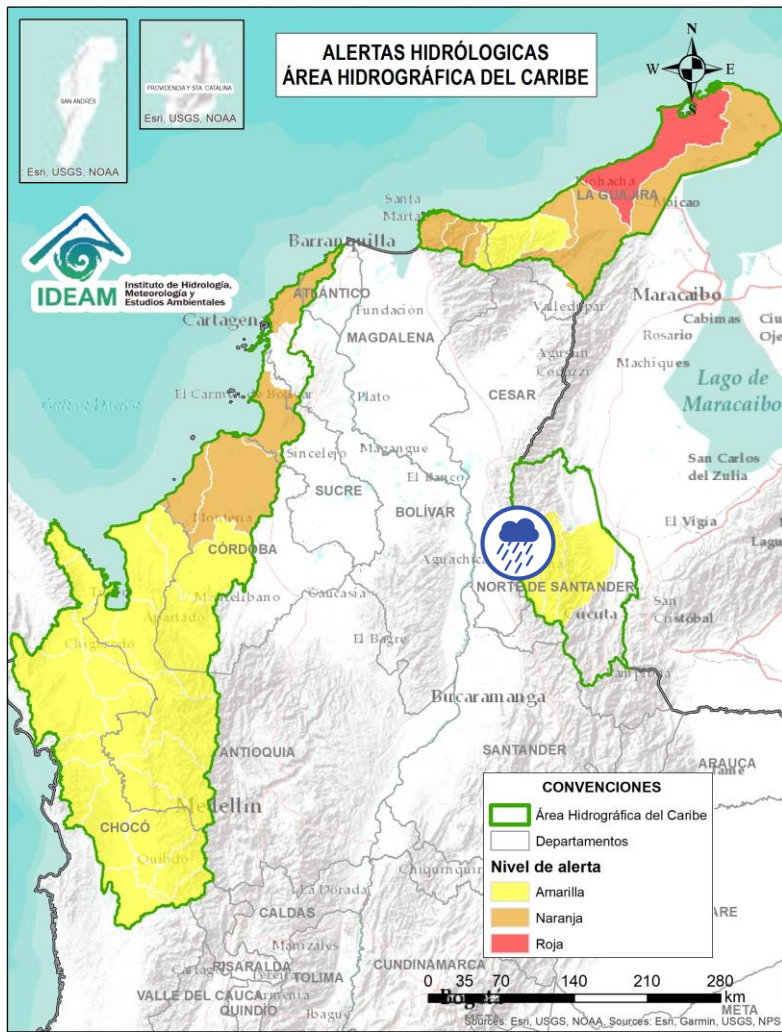 ALERTAS HIDRÓLOGICAS
ÁREA HIDROGRÁFICA DEL CARIBE
SAN ANDRÉS
Esri, USGS, NOAA
PROVIDENCIA Y STA. CATALINA
Esri, USGS, NOAA
N
W E
S
IDEAM
Instituto de Hidrología,
Meteorología y
Estudios Ambientales
Santa
Marta
Barranquilla
Riohacha
LA GUAJIRA
Maicao
ATLÁNTICO
Cartagena
Fundación
MAGDALENA
Valledupar
Maracaibo
Cabimas
Rosario
Machiques
Agustín
Codazzi
CESAR
Lago de
Maracaibo
El Carmen de Bolívar
Plato
Sincelejo
Magangue
SUCRE
El Banco
BOLÍVAR
San Carlos
del Zulia
El Vigia
Montería
CÓRDOBA
Aguachica
NORTE DE SANTANDER
Cúcuta
San
Cristóbal
Montelíbano
Caucasia
Apartado
Chigorodo
El Bagre
Pamplona
Bucaramanga
ANTIOQUIA
SANTANDER
ARAUCA
Medellín
CHOCÓ
Quibdó
La Dorada
CALDAS
Manizales
RISARALDA
TOLIMA
CUNDINAMARCA
VALLE DEL CAUCA
Armenia
QUINDÍO
Ibague
Bogotá
META
META
CONVENCIONES
Área Hidrográfica del Caribe
Departamentos
Nivel de alerta
Amarilla
Naranja
Roja
0 35 70 140 210 280
km
Sources: Esri, USGS, NOAA, Sources: Esri, Garmin, USGS, NPS